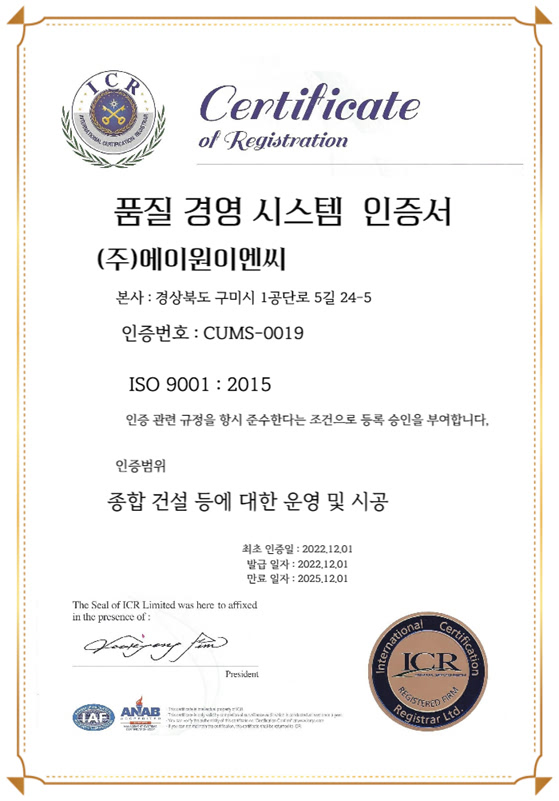 ICR
INTERNATIONAL CERTIFICATION REGISTRAR
Certificate
of Registration
품질 경영 시스템 인증서
(주)에이원이엔씨
본사 : 경상북도 구미시 1공단로 5길 24-5
인증번호 : CUMS-0019
ISO 9001 : 2015
인증 관련 규정을 항시 준수한다는 조건으로 등록 승인을 부여합니다.
인증범위
종합 건설 등에 대한 운영 및 시공
최초 인증일 : 2022.12.01
발급 일자 : 2022.12.01
만료 일자 : 2025.12.01
The Seal of ICR Limited was here to affixed
in the presence of :
President
IAF
ANAB
ACCREDITED
International Certification
ICR
REGISTERED FIRM
Registrar Ltd.